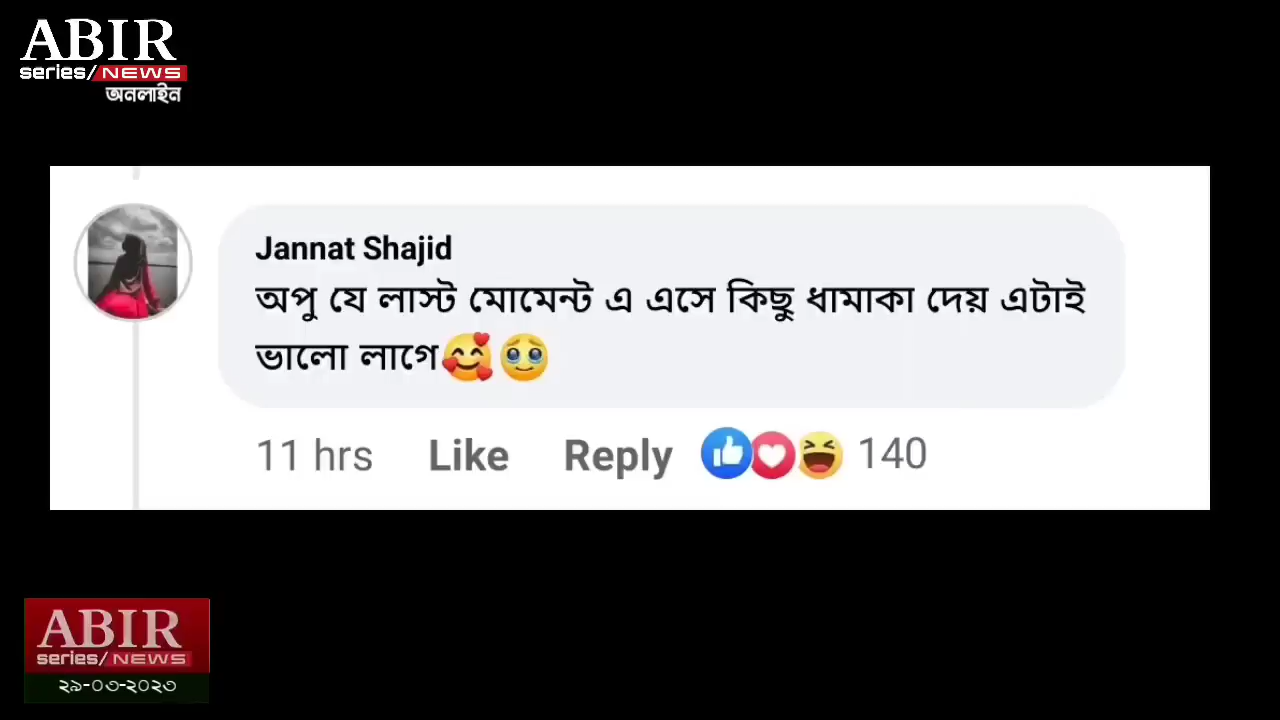 ABIR
series/NEWS
অনলাইন
Jannat Shajid
অপু যে লাস্ট মোমেন্ট এ এসে কিছু ধামাকা দেয় এটাই
ভালো লাগে🥰🥹
11 hrs Like Reply 140
ABIR
series/NEWS
২৯-০৩-২০২৩